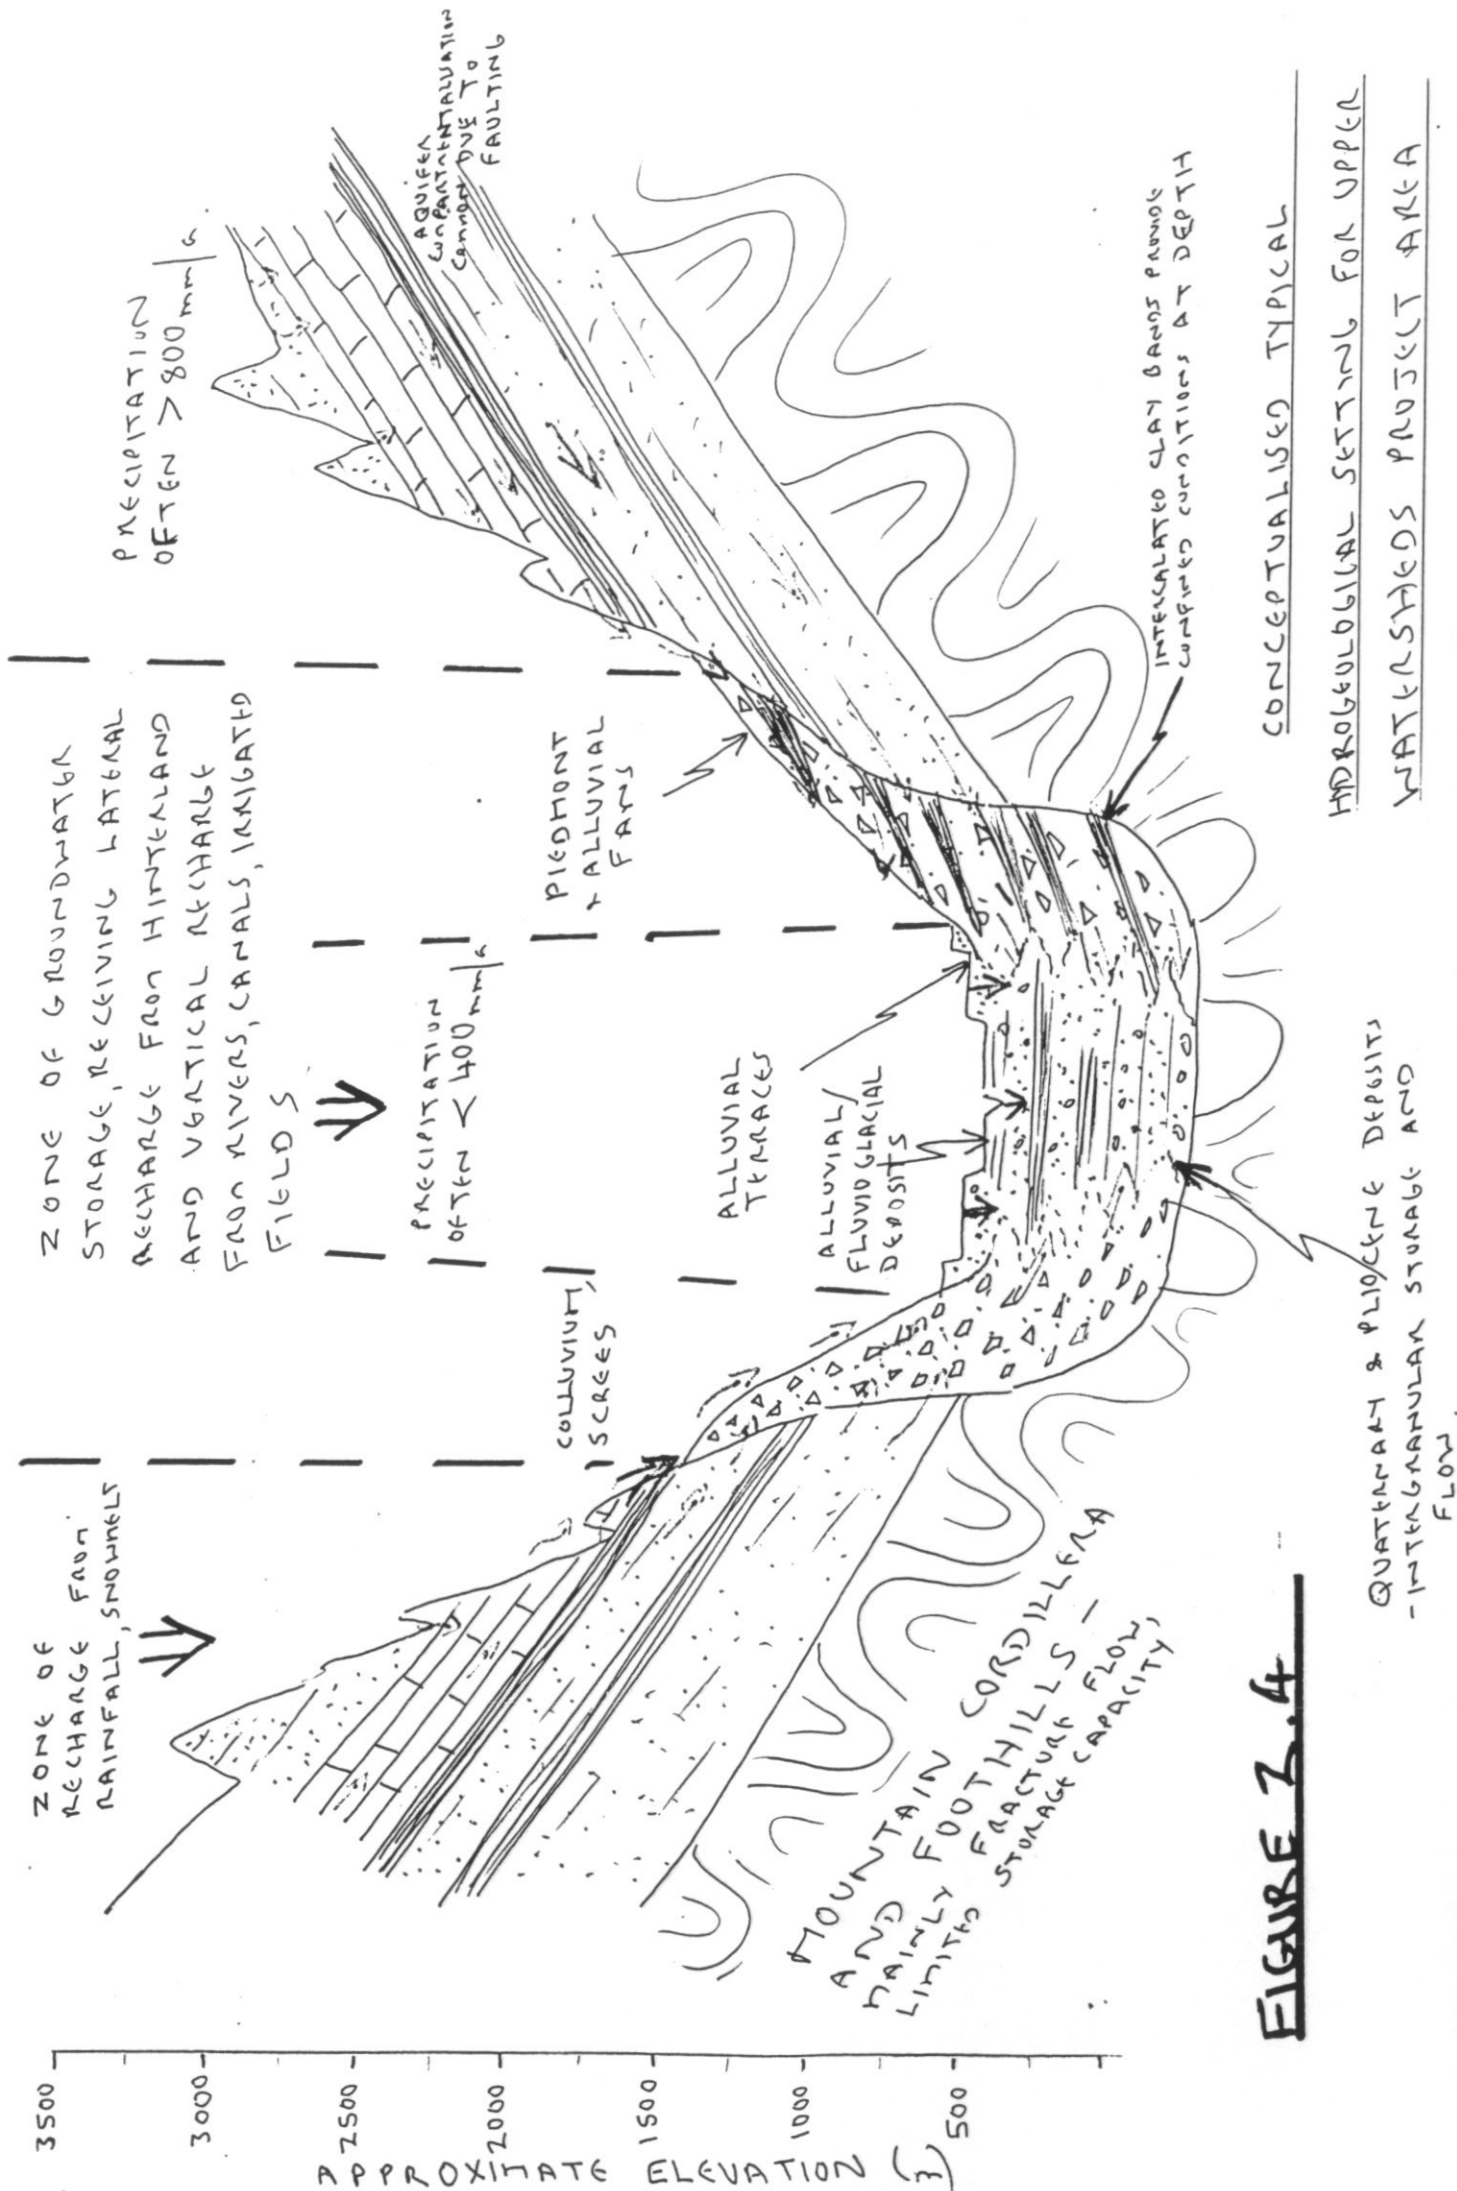 ZONE OF
RECHARGE FROM
RAINFALL, SNOWMELT
ZONE OF GROUNDWATER
STORAGE, RECEIVING LATERAL
RECHARGE FROM HINTERLAND
AND VERTICAL RECHARGE
FROM RIVERS, CANALS, IRRIGATED
FIELDS
PRECIPITATION
OFTEN > 800 mm/a.
PRECIPITATION
OFTEN < 400 mm/a
AQUIFER
COMPARTMENTALUATION
COMMON DUE TO
FAULTING
COLLUVIUM,
SCREES
PIEDMONT
+ ALLUVIAL
FANS
ALLUVIAL
TERRACES
ALLUVIAL/
FLUVIOGLACIAL
DEPOSITS
3500
3000
2500
2000
1500
1000
500
APPROXIMATE ELEVATION (m)
MOUNTAIN CORDILLERA
AND FOOTHILLS -
MAINLY FRACTURE FLOW,
LIMITED STORAGE CAPACITY
INTERCALATED CLAY BANDS PROVIDE
CONFINED CONDITIONS AT DEPTH
QUATERNARY & PLIOCENE DEPOSITS
- INTERGRANULAR STORAGE AND
FLOW.
FIGURE 2.4
CONCEPTUALISED TYPICAL
HYDROGEOLOGICAL SETTING FOR UPPER
WATERSHEDS PROJECT AREA